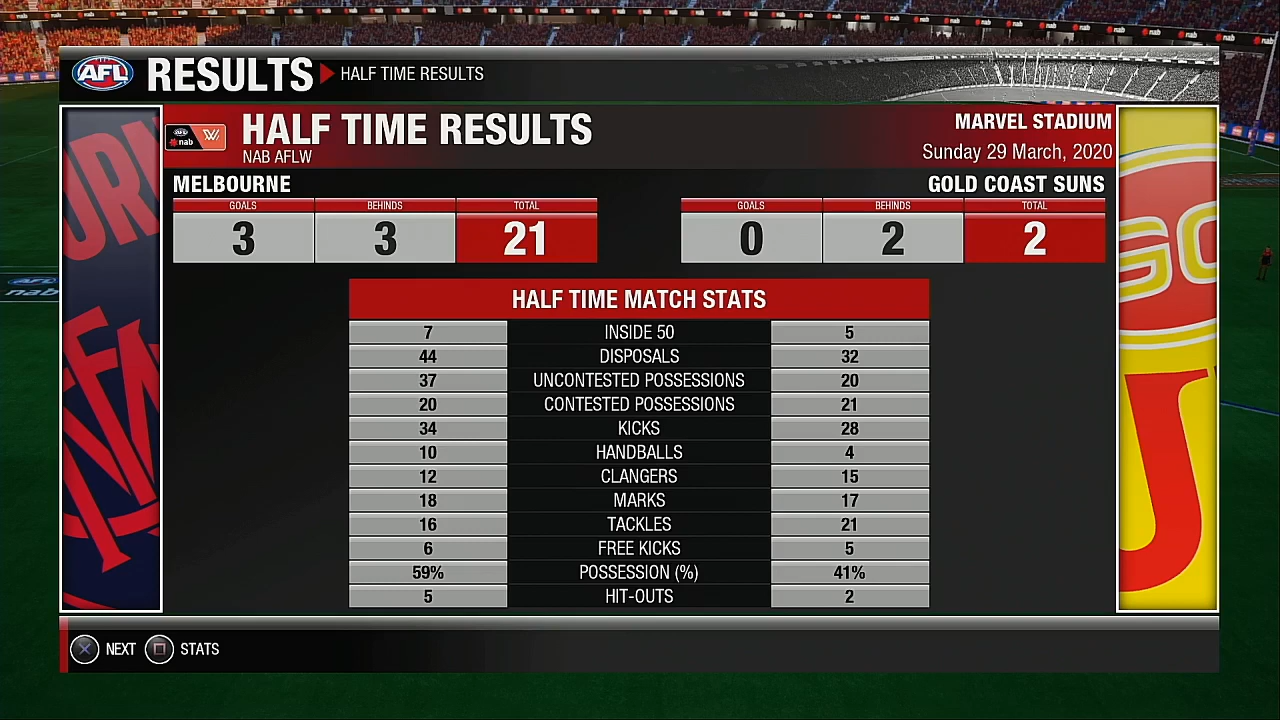 AFL RESULTS HALF TIME RESULTS
HALF TIME RESULTS
NAB AFLW
MARVEL STADIUM
Sunday 29 March, 2020
AFL
nab
W
MELBOURNE
GOLD COAST SUNS
GOALS BEHINDS TOTAL GOALS BEHINDS TOTAL
3 3 21 0 2 2
HALF TIME MATCH STATS
7 INSIDE 50 5
44 DISPOSALS 32
37 UNCONTESTED POSSESSIONS 20
20 CONTESTED POSSESSIONS 21
34 KICKS 28
10 HANDBALLS 4
12 CLANGERS 15
18 MARKS 17
16 TACKLES 21
6 FREE KICKS 5
59% POSSESSION (%) 41%
5 HIT-OUTS 2
NEXT STATS
AFL
nab